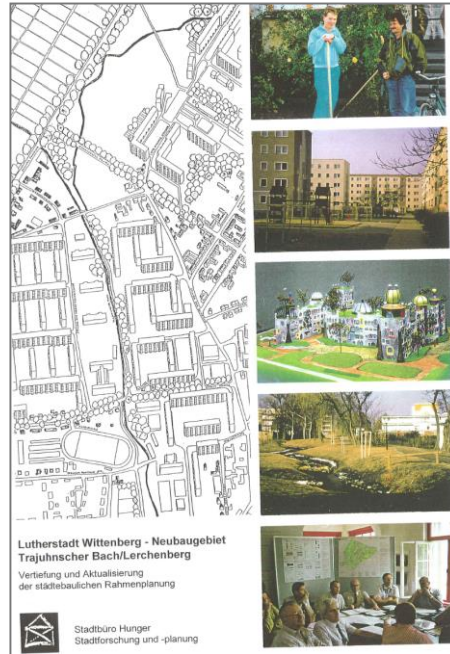 Lutherstadt Wittenberg - Neubaugebiet
Trajuhnscher Bach/Lerchenberg
Vertiefung und Aktualisierung
der städtebaulichen Rahmenplanung
Stadtbüro Hunger
Stadtforschung und -planung